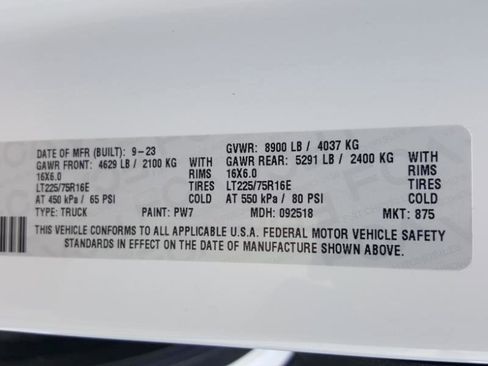 DATE OF MFR (BUILT): 9-23 GVWR: 8900 LB / 4037 KG
GAWR FRONT: 4629 LB / 2100 KG WITH GAWR REAR: 5291 LB / 2400 KG WITH
16X6.0 RIMS 16X6.0 RIMS
LT225/75R16E TIRES LT225/75R16E TIRES
AT 450 kPa / 65 PSI COLD AT 550 kPa / 80 PSI COLD
TYPE: TRUCK PAINT: PW7 MDH: 092518 MKT: 875
THIS VEHICLE CONFORMS TO ALL APPLICABLE U.S.A. FEDERAL MOTOR VEHICLE SAFETY
STANDARDS IN EFFECT ON THE DATE OF MANUFACTURE SHOWN ABOVE.